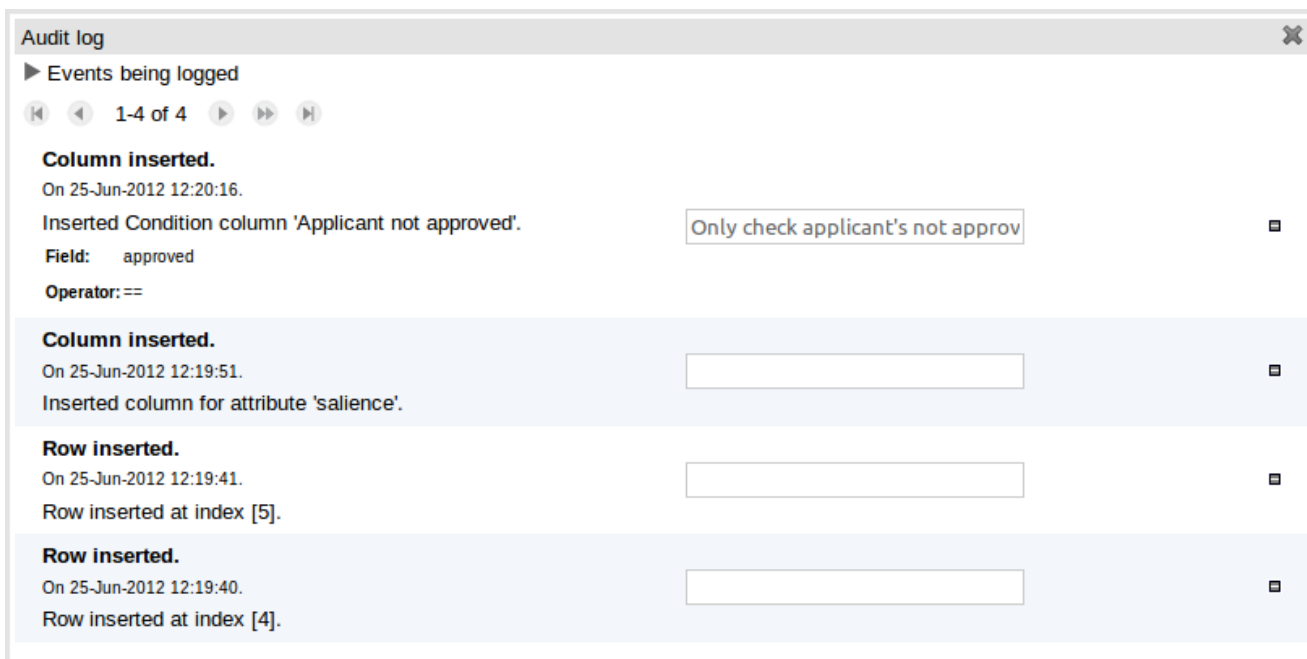 Audit log
Events being logged
1-4 of 4
Column inserted.
On 25-Jun-2012 12:20:16.
Inserted Condition column 'Applicant not approved'.
Only check applicant's not approv
Field: approved
Operator: ==
Column inserted.
On 25-Jun-2012 12:19:51.
Inserted column for attribute 'salience'.
Row inserted.
On 25-Jun-2012 12:19:41.
Row inserted at index [5].
Row inserted.
On 25-Jun-2012 12:19:40.
Row inserted at index [4].